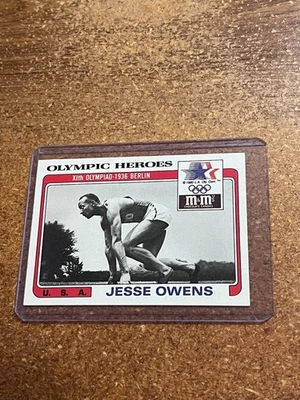 OLYMPIC HEROES
XIth OLYMPIAD-1936 BERLIN
m&m's
U.S.A.
JESSE OWENS